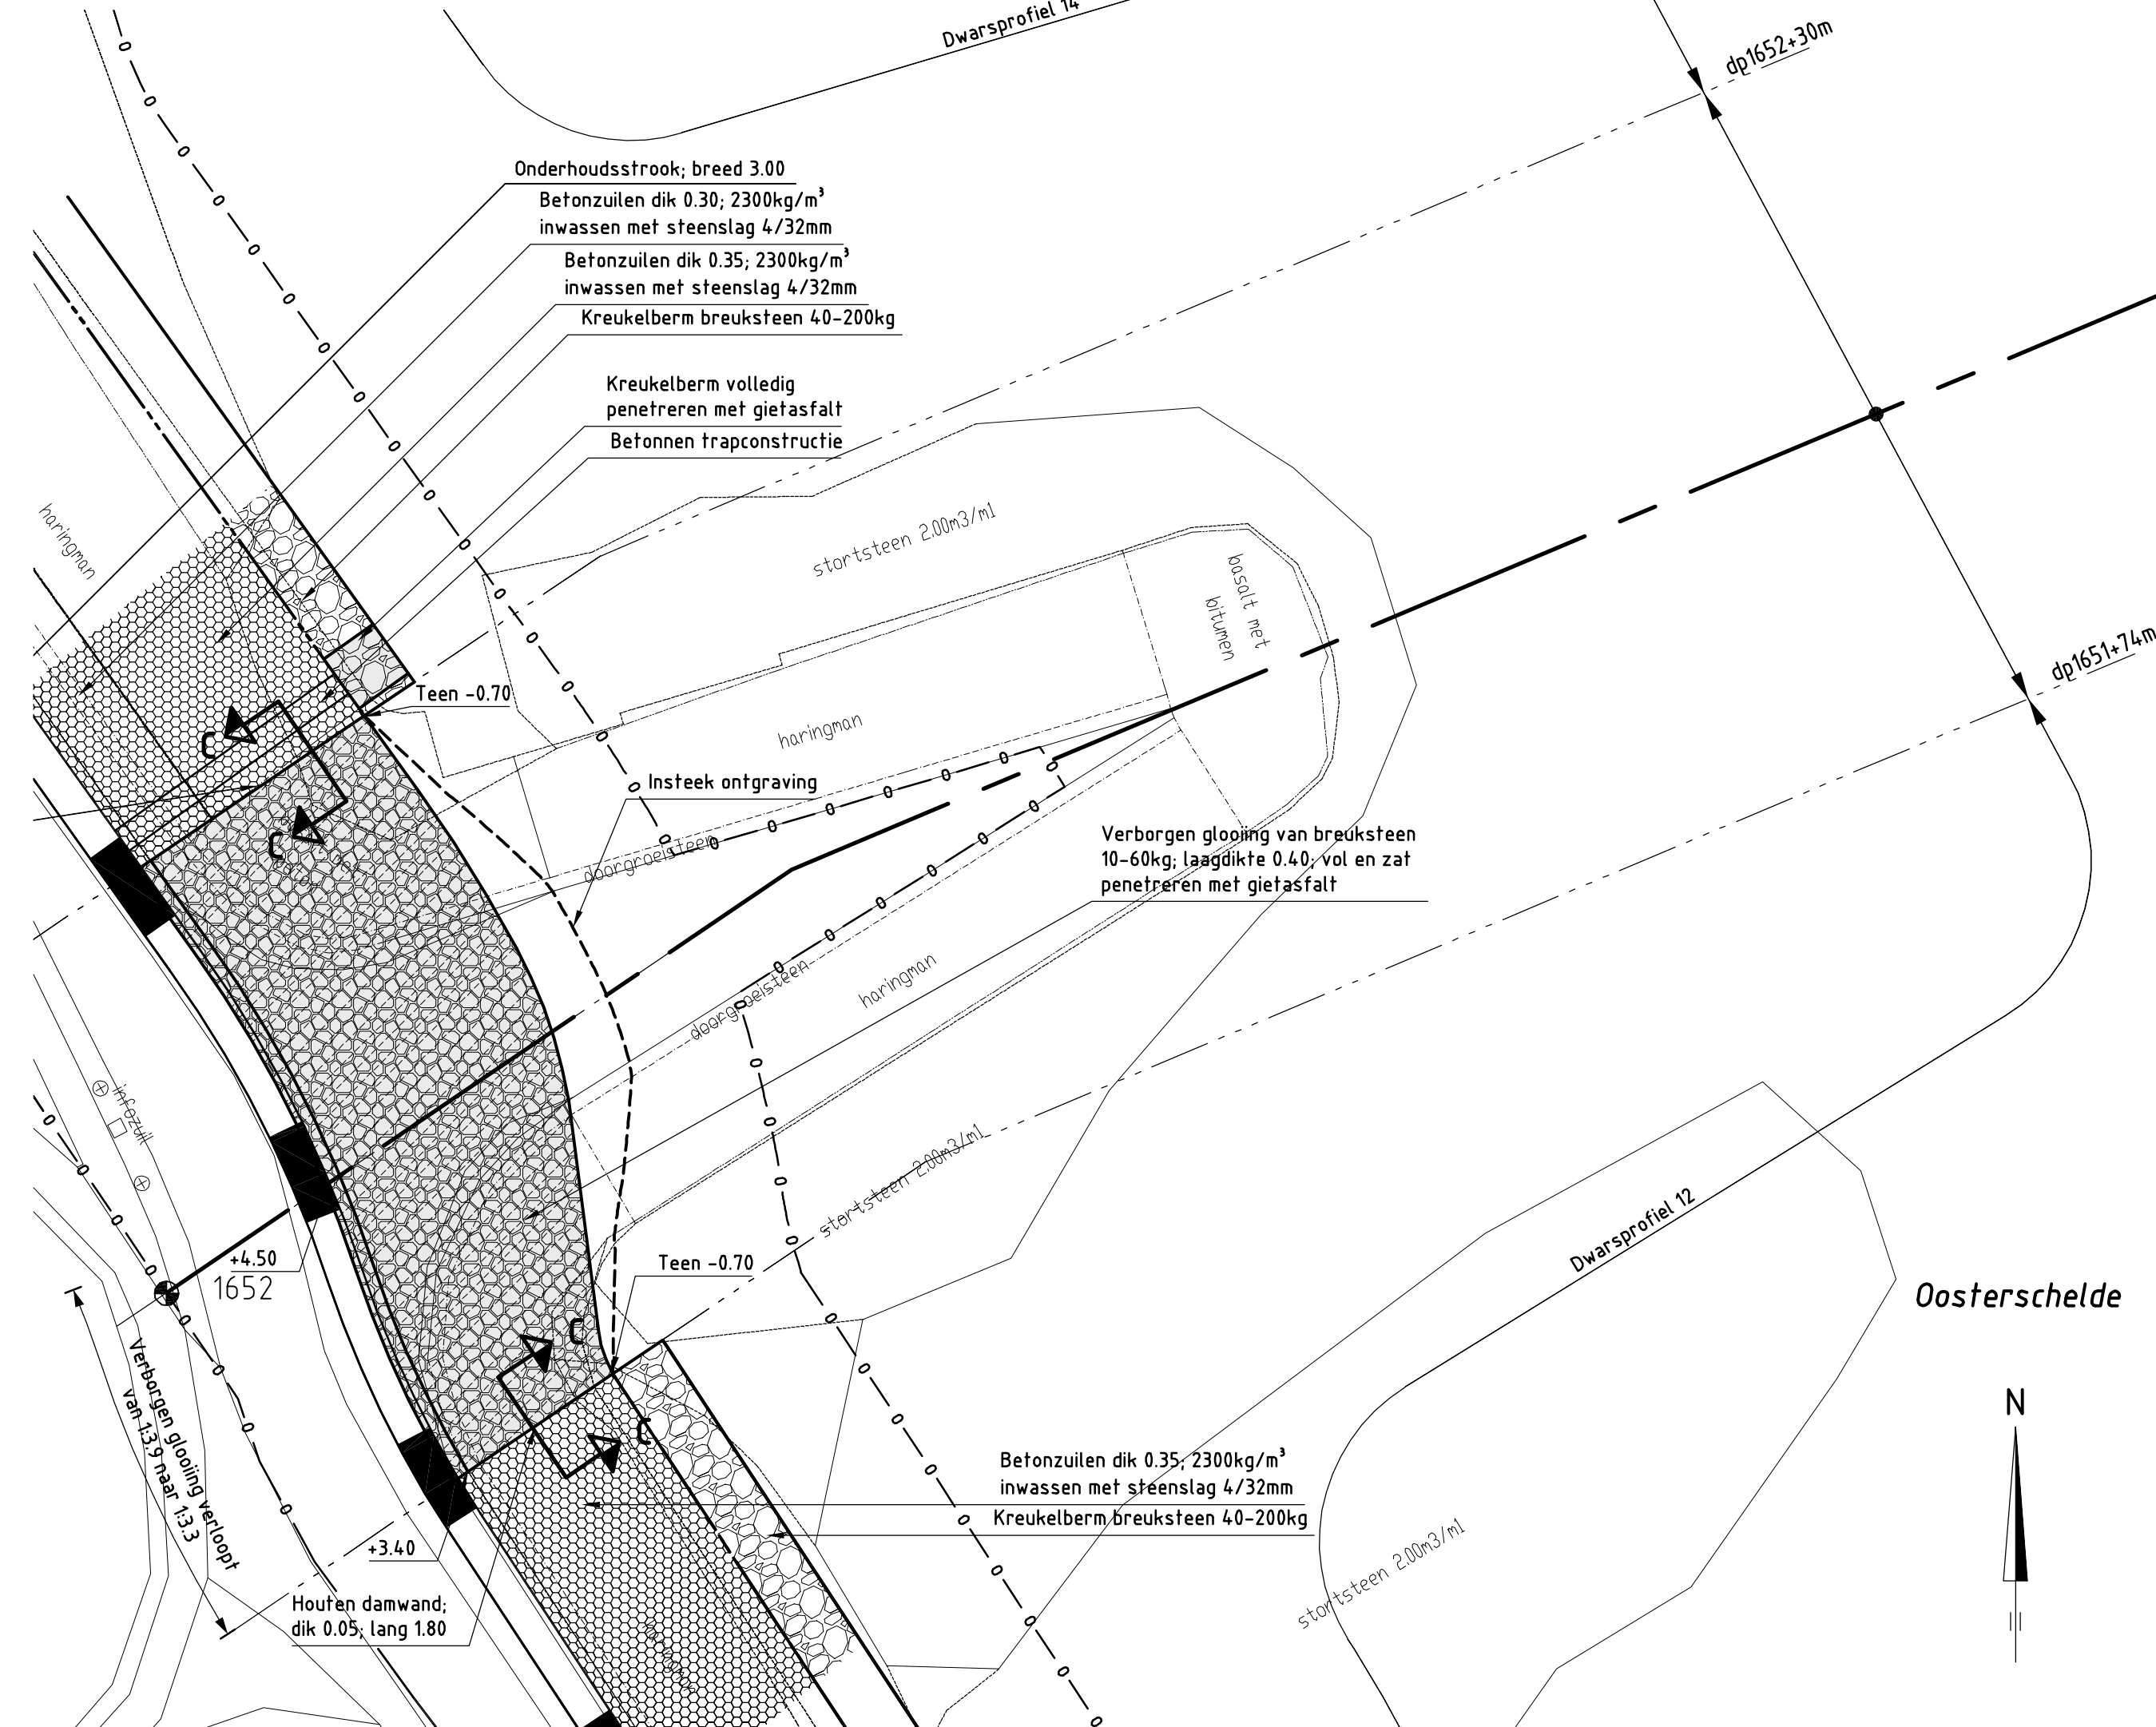 Dwarsprofiel 14
dp1652+30m
Onderhoudsstrook; breed 3.00
Betonzuilen dik 0.30; 2300kg/m³
inwassen met steenslag 4/32mm
Betonzuilen dik 0.35; 2300kg/m³
inwassen met steenslag 4/32mm
Kreukelberm breuksteen 40-200kg
Kreukelberm volledig
penetreren met gietasfalt
Betonnen trapconstructie
haringman
stortsteen 2.00m3/m1
basalt met
bitumen
dp1651+74m
Teen -0.70
C
haringman
Insteek ontgraving
C
doorgroeisteen
Verborgen glooiing van breuksteen
10-60kg; laagdikte 0.40; vol en zat
penetreren met gietasfalt
haringman
doorgroeisteen
infozuil
stortsteen 2.00m3/m1
Dwarsprofiel 12
+4.50
1652
Teen -0.70
Oosterschelde
C
Verborgen glooiing verloopt
van 1:3.9 naar 1:3.3
N
C
Betonzuilen dik 0.35; 2300kg/m³
inwassen met steenslag 4/32mm
Kreukelberm breuksteen 40-200kg
+3.40
stortsteen 2.00m3/m1
Houten damwand;
dik 0.05; lang 1.80
haringman